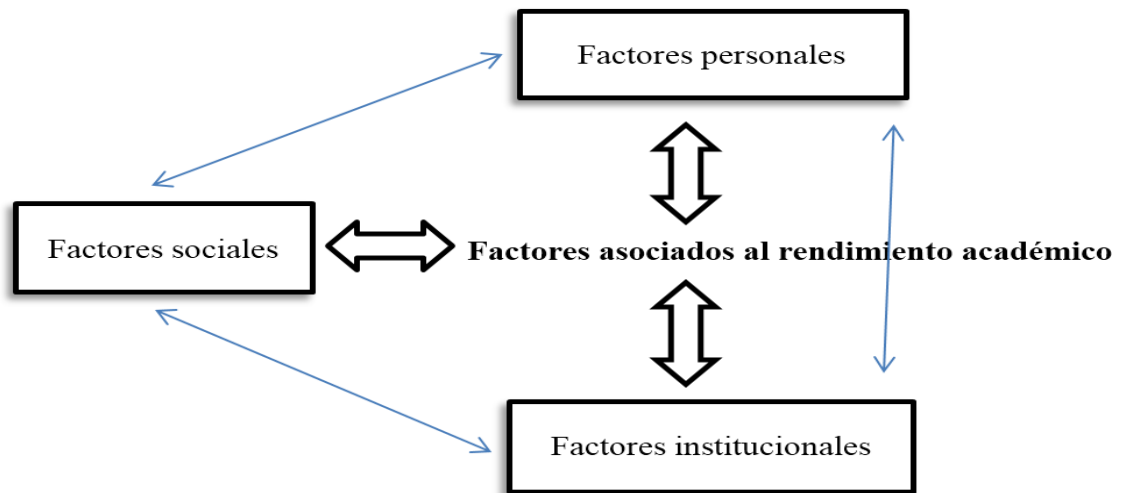 Factores personales
Factores sociales
Factores asociados al rendimiento académico
Factores institucionales